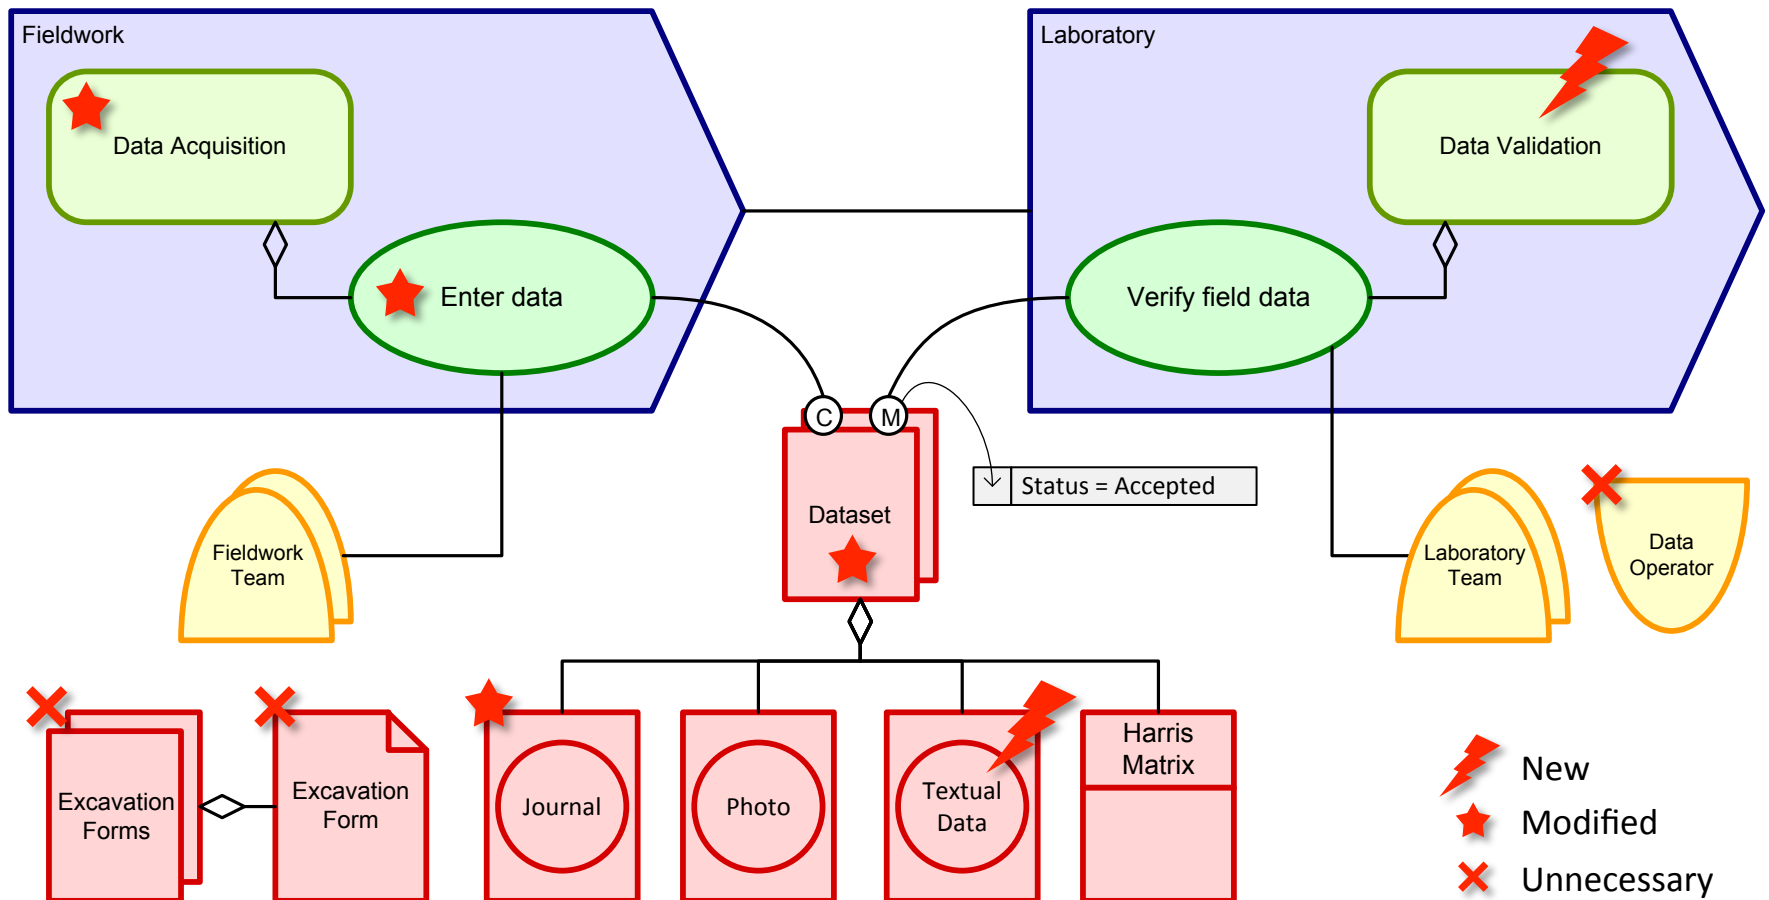 Fieldwork
Laboratory
Data Acquisition
Data Validation
Enter data
Verify field data
C
M
Status = Accepted
Dataset
Fieldwork
Team
Laboratory
Team
Data
Operator
Excavation
Forms
Excavation
Form
Journal
Photo
Textual
Data
Harris
Matrix
New
Modified
Unnecessary